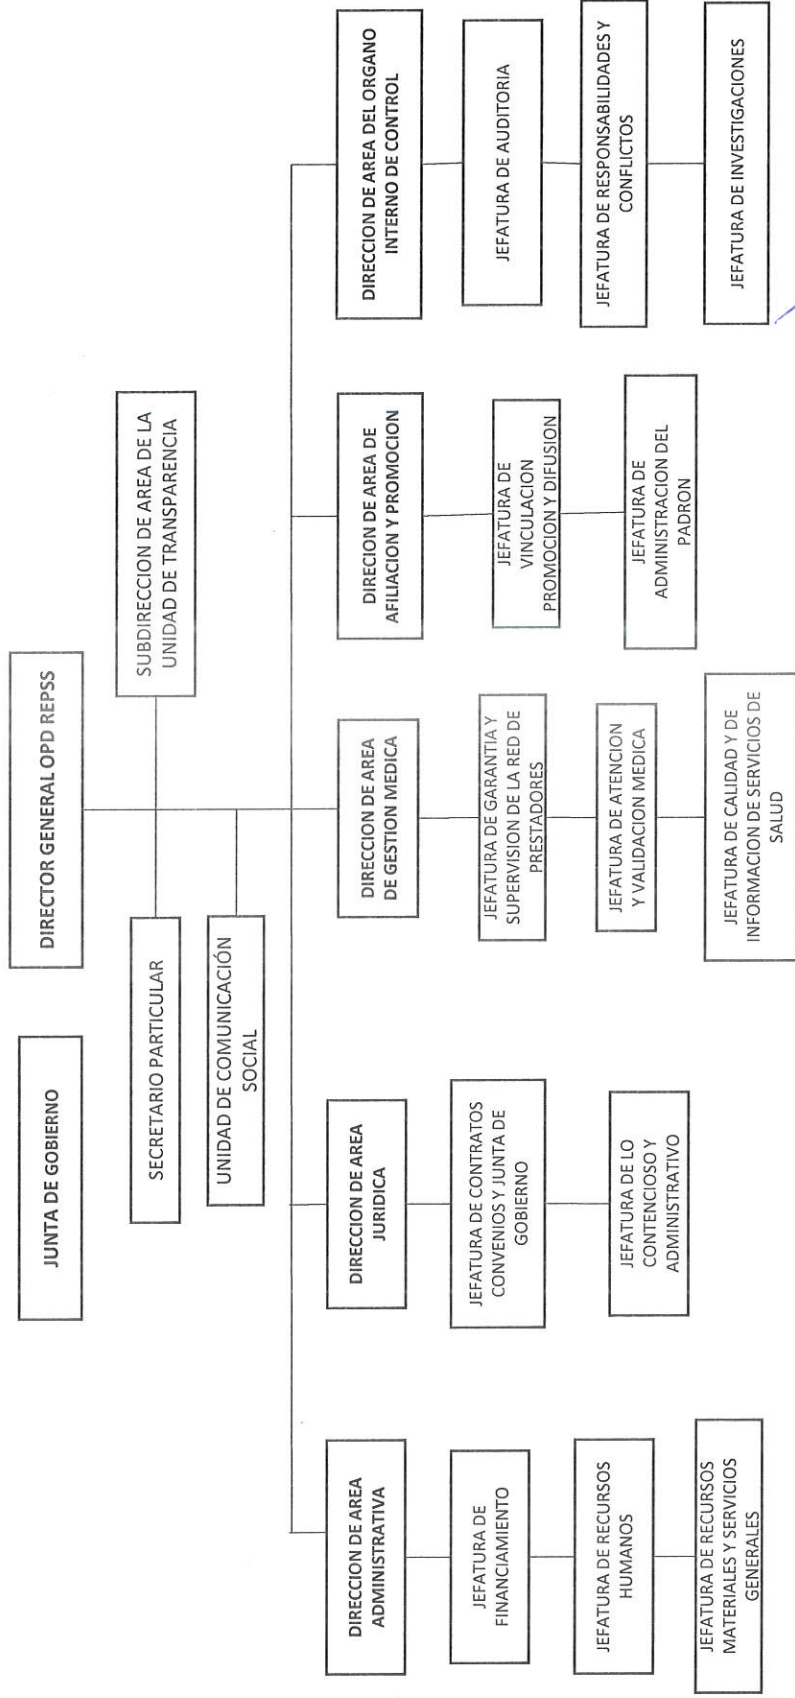 JUNTA DE GOBIERNO
DIRECTOR GENERAL OPD REPSS
SECRETARIO PARTICULAR
SUBDIRECCION DE AREA DE LA
UNIDAD DE TRANSPARENCIA
UNIDAD DE COMUNICACIÓN
SOCIAL
DIRECCION DE AREA
ADMINISTRATIVA
JEFATURA DE
FINANCIAMIENTO
JEFATURA DE RECURSOS
HUMANOS
JEFATURA DE RECURSOS
MATERIALES Y SERVICIOS
GENERALES
DIRECCION DE AREA
JURIDICA
JEFATURA DE CONTRATOS
CONVENIOS Y JUNTA DE
GOBIERNO
JEFATURA DE LO
CONTENCIOSO Y
ADMINISTRATIVO
DIRECCION DE AREA
DE GESTION MEDICA
JEFATURA DE GARANTIA Y
SUPERVISION DE LA RED DE
PRESTADORES
JEFATURA DE ATENCION
Y VALIDACION MEDICA
JEFATURA DE CALIDAD Y DE
INFORMACION DE SERVICIOS DE
SALUD
DIRECION DE AREA DE
AFILIACION Y PROMOCION
JEFATURA DE
VINCULACION
PROMOCION Y DIFUSION
JEFATURA DE
ADMINISTRACION DEL
PADRON
DIRECCION DE AREA DEL ORGANO
INTERNO DE CONTROL
JEFATURA DE AUDITORIA
JEFATURA DE RESPONSABILIDADES Y
CONFLICTOS
JEFATURA DE INVESTIGACIONES